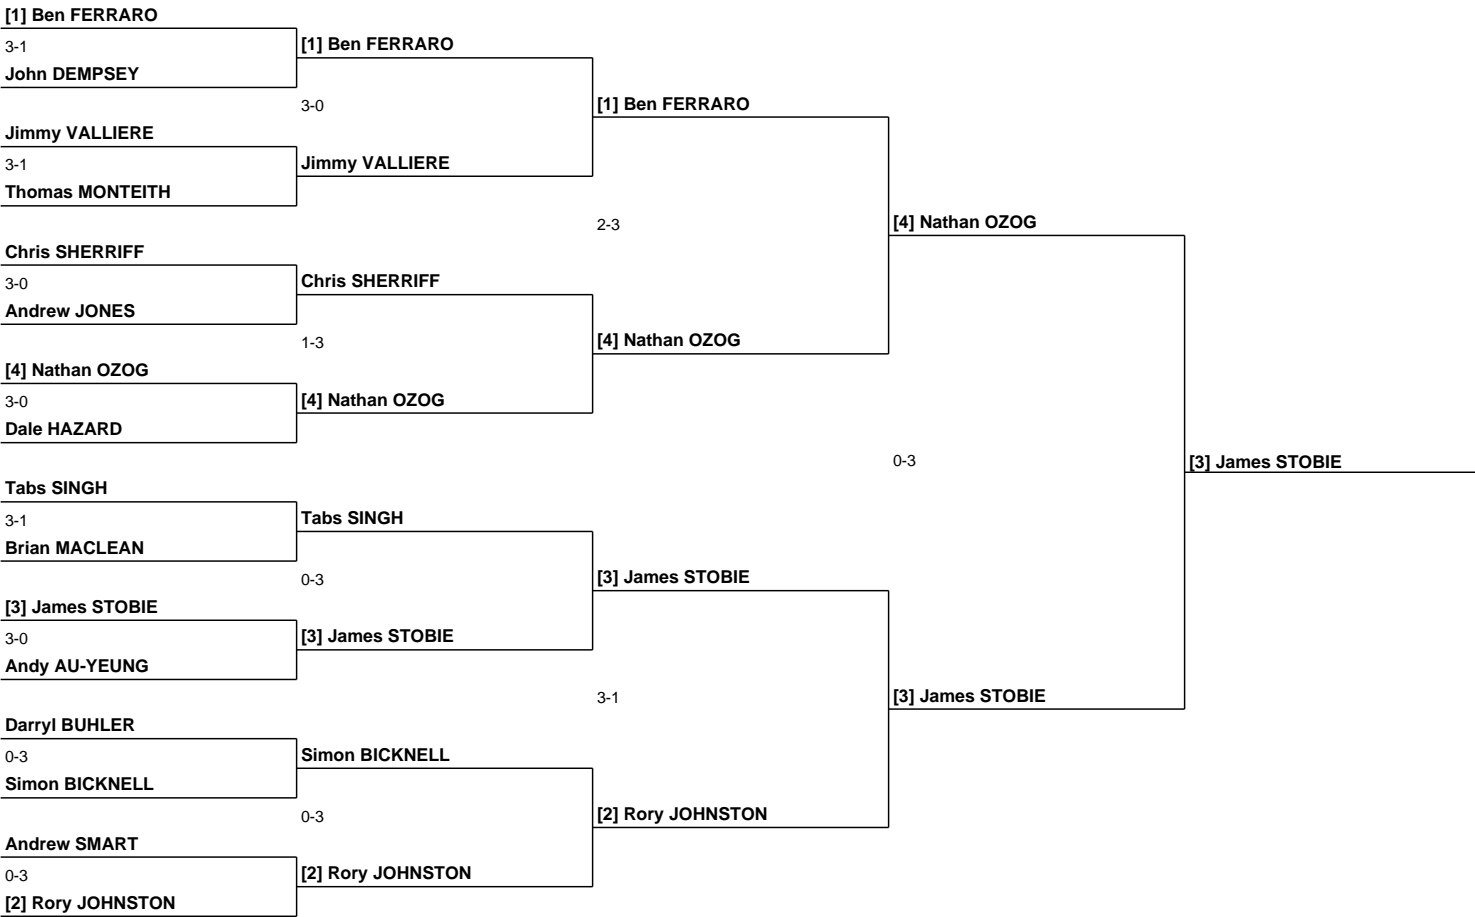 [1] Ben FERRARO
3-1
John DEMPSEY
Jimmy VALLIERE
3-1
Thomas MONTEITH
Chris SHERRIFF
3-0
Andrew JONES
[4] Nathan OZOG
3-0
Dale HAZARD
Tabs SINGH
3-1
Brian MACLEAN
[3] James STOBIE
3-0
Andy AU-YEUNG
Darryl BUHLER
0-3
Simon BICKNELL
Andrew SMART
0-3
[2] Rory JOHNSTON
[1] Ben FERRARO
3-0
Jimmy VALLIERE
Chris SHERRIFF
1-3
[4] Nathan OZOG
Tabs SINGH
0-3
[3] James STOBIE
Simon BICKNELL
0-3
[2] Rory JOHNSTON
[1] Ben FERRARO
2-3
[4] Nathan OZOG
[3] James STOBIE
3-1
[2] Rory JOHNSTON
[4] Nathan OZOG
0-3
[3] James STOBIE
[3] James STOBIE